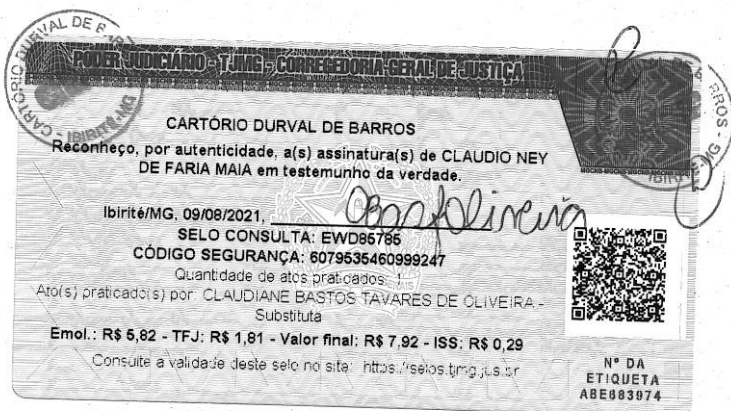 PODER JUDICIÁRIO - TJMG - CORREGEDORIA-GERAL DE JUSTIÇA
CARTÓRIO DURVAL DE BARROS
Reconheço, por autenticidade, a(s) assinatura(s) de CLAUDIO NEY
DE FARIA MAIA em testemunho da verdade.
Ibirité/MG, 09/08/2021,
SELO CONSULTA: EWD85785
CÓDIGO SEGURANÇA: 6079535460999247
Quantidade de atos praticados: 1
Ato(s) praticado(s) por: CLAUDIANE BASTOS TAVARES DE OLIVEIRA -
Substituta
Emol.: R$ 5,82 - TFJ: R$ 1,81 - Valor final: R$ 7,92 - ISS: R$ 0,29
Consulte a validade deste selo no site: https://selos.tjmg.jus.br
Nº DA
ETIQUETA
ABE683974